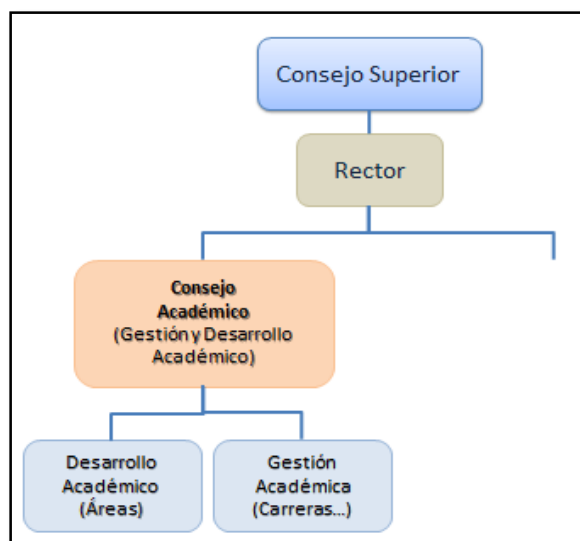 Consejo Superior
Rector
Consejo
Académico
(Gestión y Desarrollo
Académico)
Desarrollo
Académico
(Áreas)
Gestión
Académica
(Carreras...)